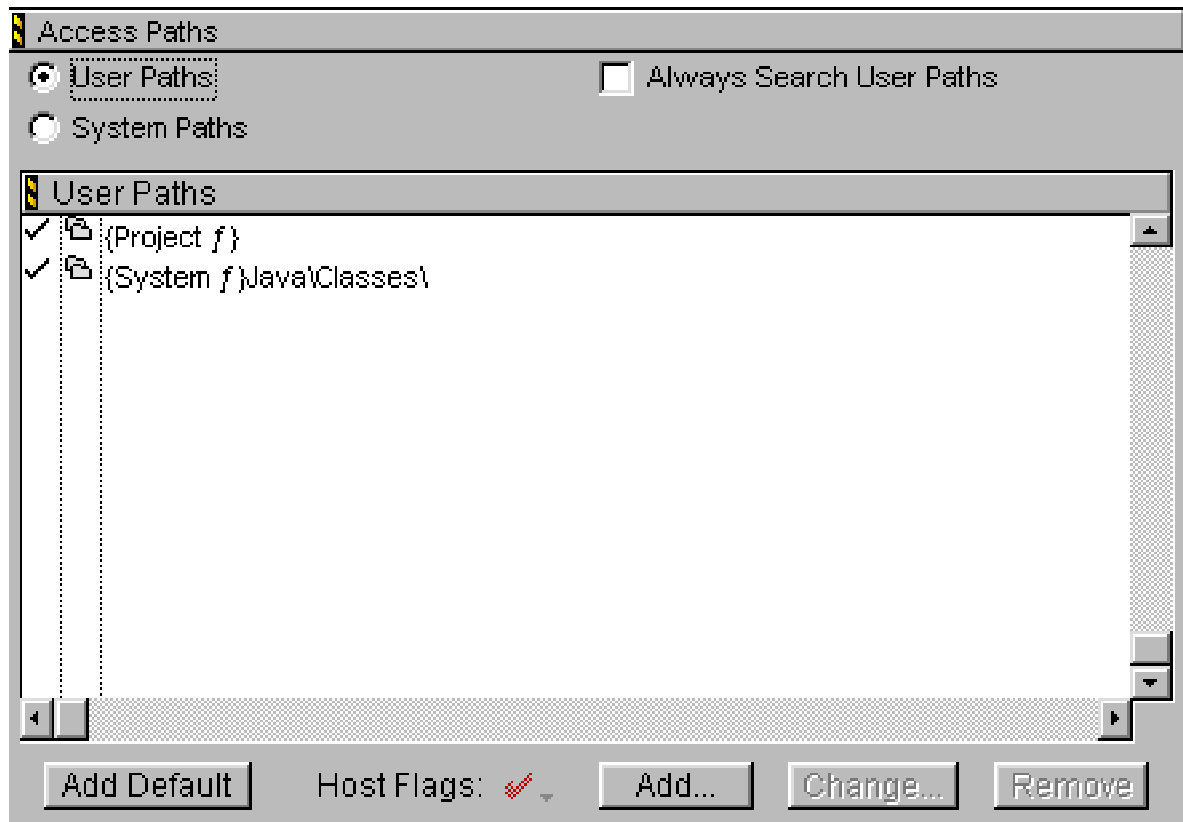 Access Paths
User Paths
Always Search User Paths
System Paths
User Paths
{Project ƒ}
{System ƒ}Java\Classes\
Add Default Host Flags: Add... Change... Remove